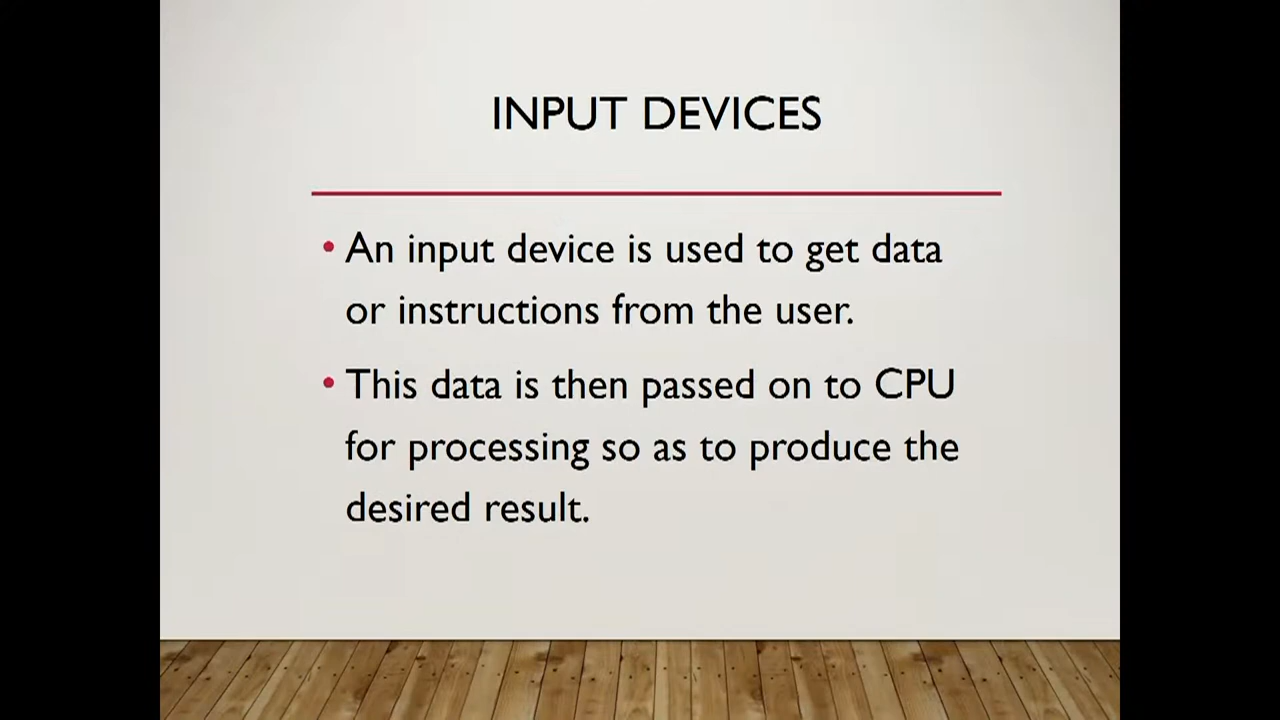 INPUT DEVICES
• An input device is used to get data
or instructions from the user.
• This data is then passed on to CPU
for processing so as to produce the
desired result.